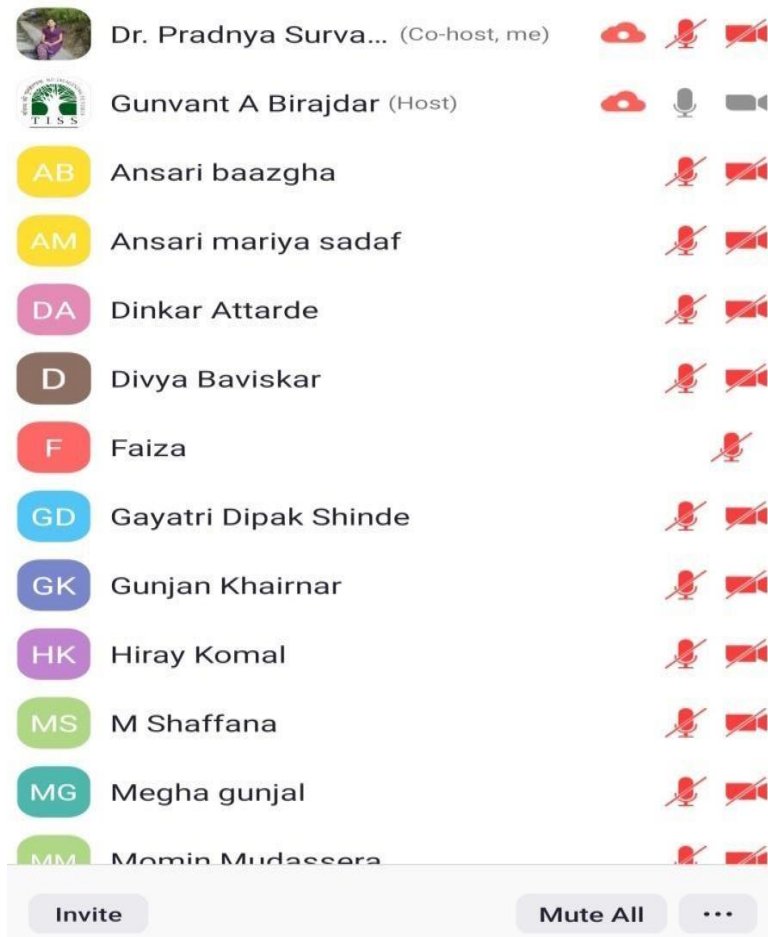 Dr. Pradnya Surva... (Co-host, me)
TISS
Gunvant A Birajdar (Host)
AB Ansari baazgha
AM Ansari mariya sadaf
DA Dinkar Attarde
D Divya Baviskar
F Faiza
GD Gayatri Dipak Shinde
GK Gunjan Khairnar
HK Hiray Komal
MS M Shaffana
MG Megha gunjal
MM Momin Mudassera
Invite Mute All ...